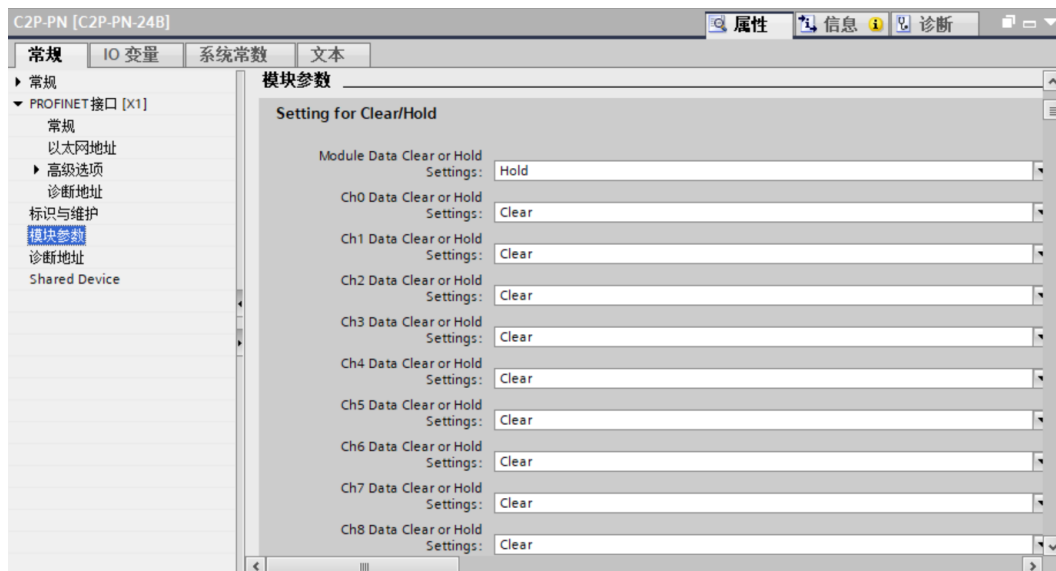 C2P-PN [C2P-PN-24B]
属性
信息
诊断
常规
IO 变量
系统常数
文本
常规
PROFINET接口 [X1]
常规
以太网地址
高级选项
诊断地址
标识与维护
模块参数
诊断地址
Shared Device
模块参数
Setting for Clear/Hold
Module Data Clear or Hold
Settings: Hold
Ch0 Data Clear or Hold
Settings: Clear
Ch1 Data Clear or Hold
Settings: Clear
Ch2 Data Clear or Hold
Settings: Clear
Ch3 Data Clear or Hold
Settings: Clear
Ch4 Data Clear or Hold
Settings: Clear
Ch5 Data Clear or Hold
Settings: Clear
Ch6 Data Clear or Hold
Settings: Clear
Ch7 Data Clear or Hold
Settings: Clear
Ch8 Data Clear or Hold
Settings: Clear